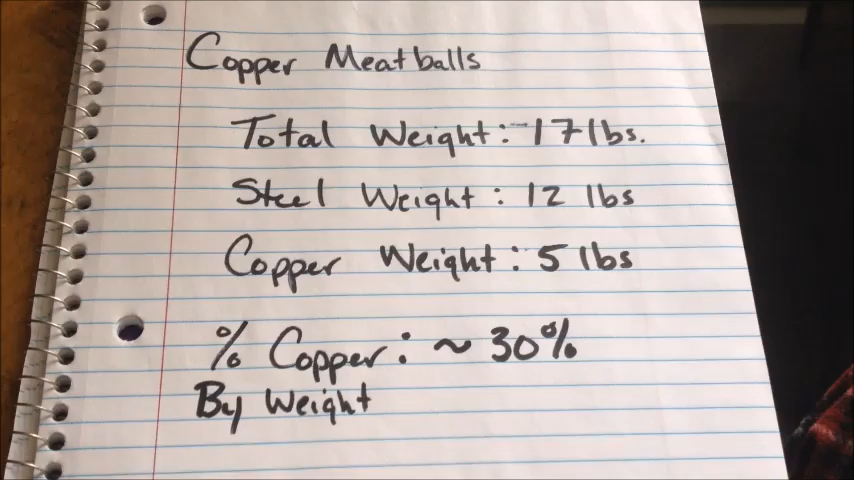 Copper Meatballs
Total Weight: 17 lbs.
Steel Weight: 12 lbs
Copper Weight: 5 lbs
% Copper: ~ 30%
By Weight